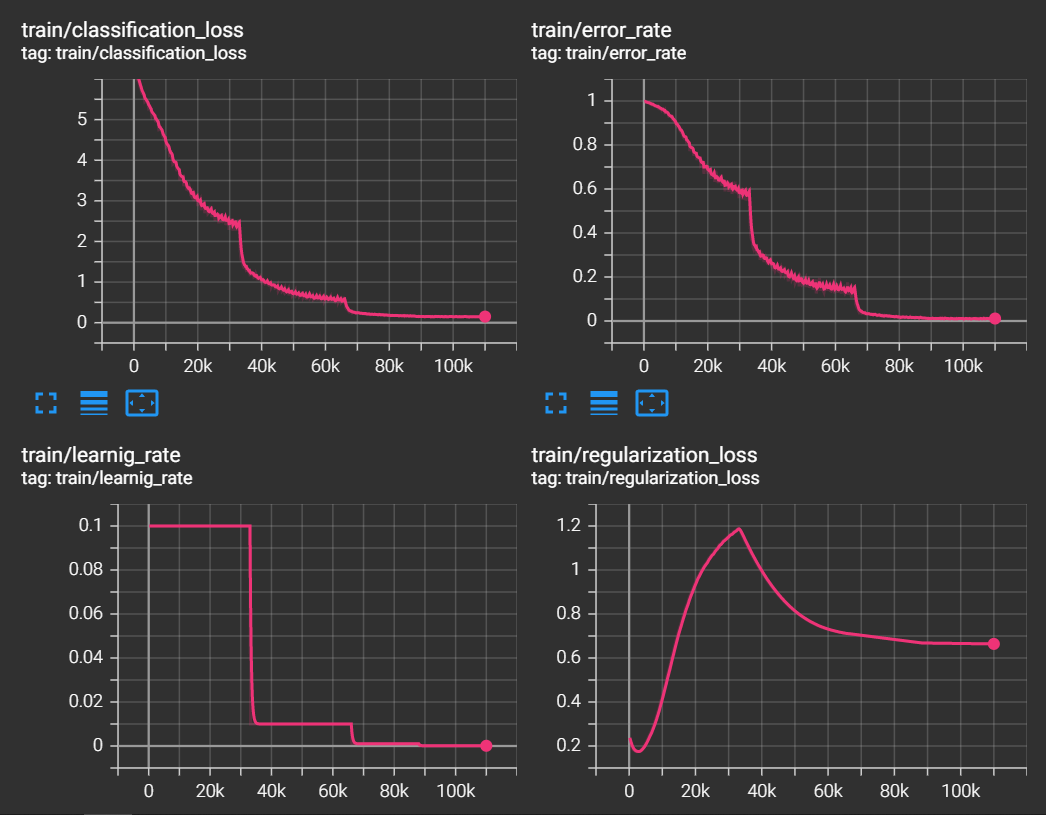 train/classification_loss
tag: train/classification_loss
5
4
3
2
1
0
0 20k 40k 60k 80k 100k
train/error_rate
tag: train/error_rate
1
0.8
0.6
0.4
0.2
0
0 20k 40k 60k 80k 100k
train/learnig_rate
tag: train/learnig_rate
0.1
0.08
0.06
0.04
0.02
0
0 20k 40k 60k 80k 100k
train/regularization_loss
tag: train/regularization_loss
1.2
1
0.8
0.6
0.4
0.2
0 20k 40k 60k 80k 100k